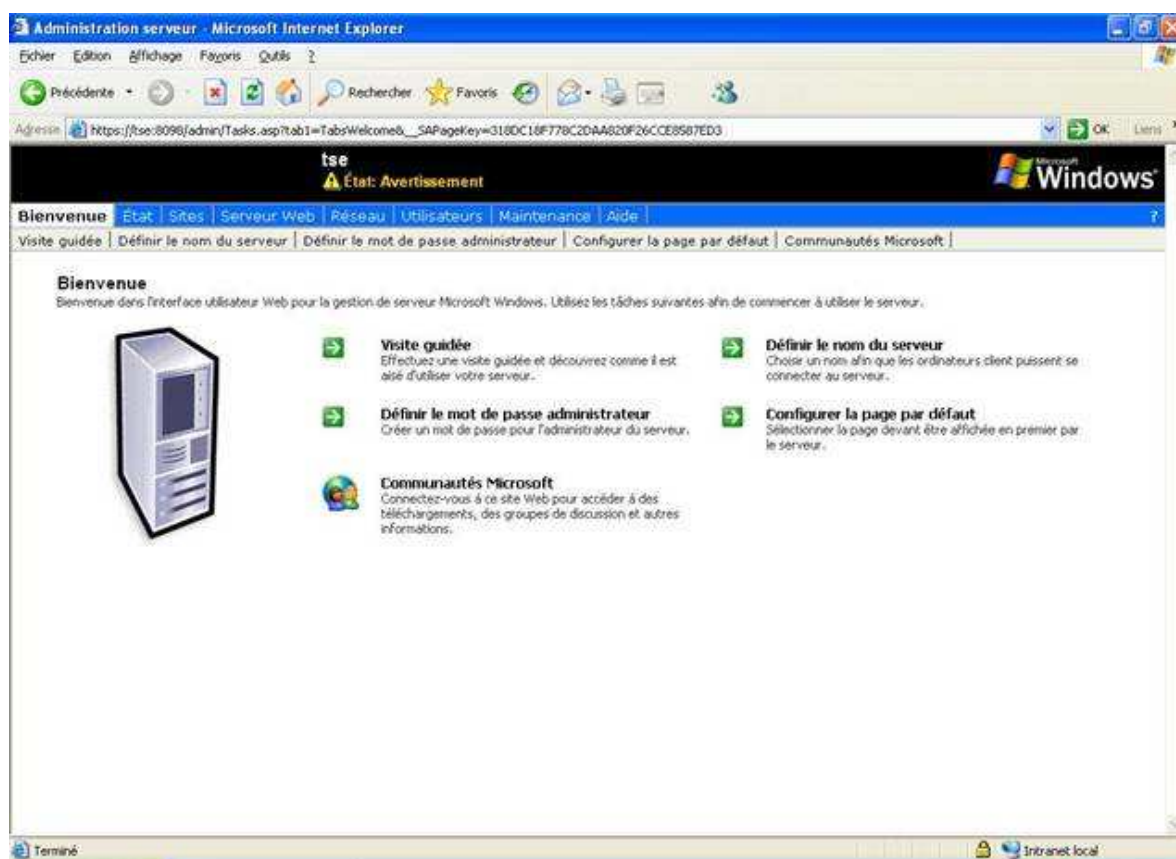 Administration serveur - Microsoft Internet Explorer
Fichier Edition Affichage Favoris Outils ?
Précédente Rechercher Favoris
Adresse https://tse:8098/admin/Tasks.asp?tab1=TabsWelcome&__SAPageKey=318DC18F778C2DAA820F26CCE8587ED3 OK Liens
tse
État: Avertissement
Microsoft
Windows
Bienvenue État Sites Serveur Web Réseau Utilisateurs Maintenance Aide ?
Visite guidée Définir le nom du serveur Définir le mot de passe administrateur Configurer la page par défaut Communautés Microsoft
Bienvenue
Bienvenue dans l'interface utilisateur Web pour la gestion de serveur Microsoft Windows. Utilisez les tâches suivantes afin de commencer à utiliser le serveur.
Visite guidée
Effectuez une visite guidée et découvrez comme il est
aisé d'utiliser votre serveur.
Définir le nom du serveur
Choisir un nom afin que les ordinateurs client puissent se
connecter au serveur.
Définir le mot de passe administrateur
Créer un mot de passe pour l'administrateur du serveur.
Configurer la page par défaut
Sélectionner la page devant être affichée en premier par
le serveur.
Communautés Microsoft
Connectez-vous à ce site Web pour accéder à des
téléchargements, des groupes de discussion et autres
informations.
Terminé
Intranet local